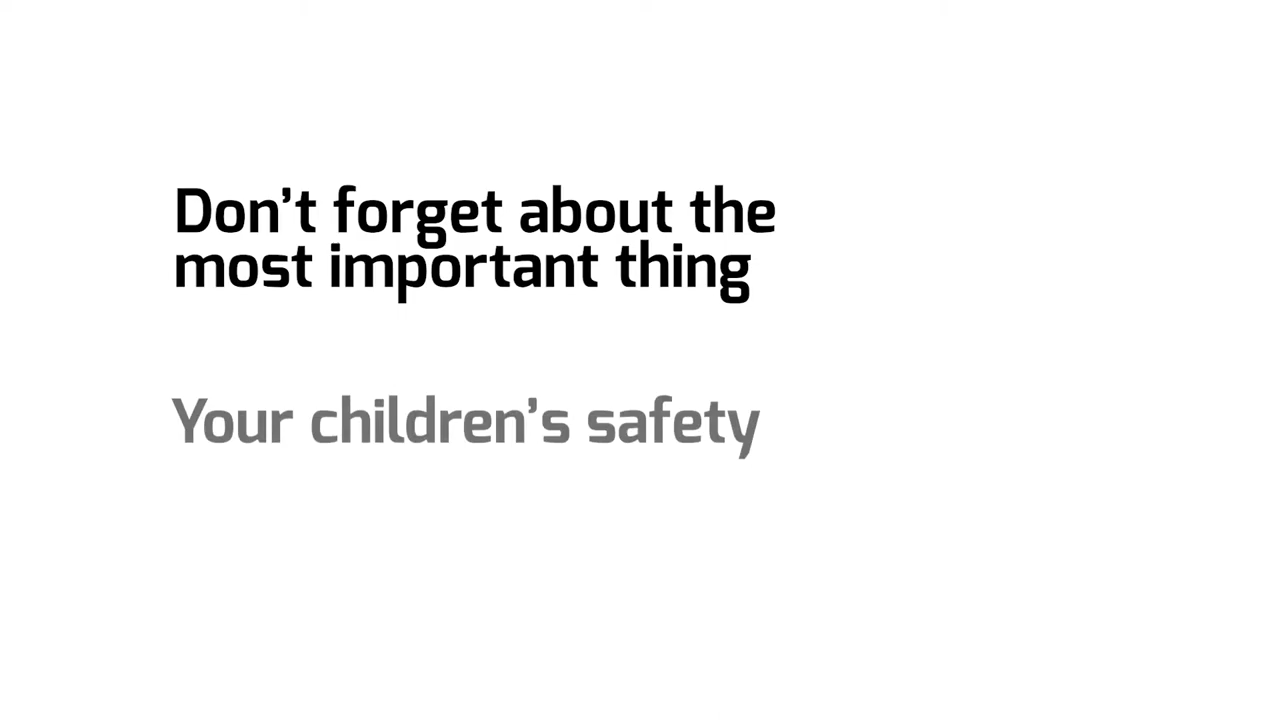 Don’t forget about the
most important thing
Your children’s safety